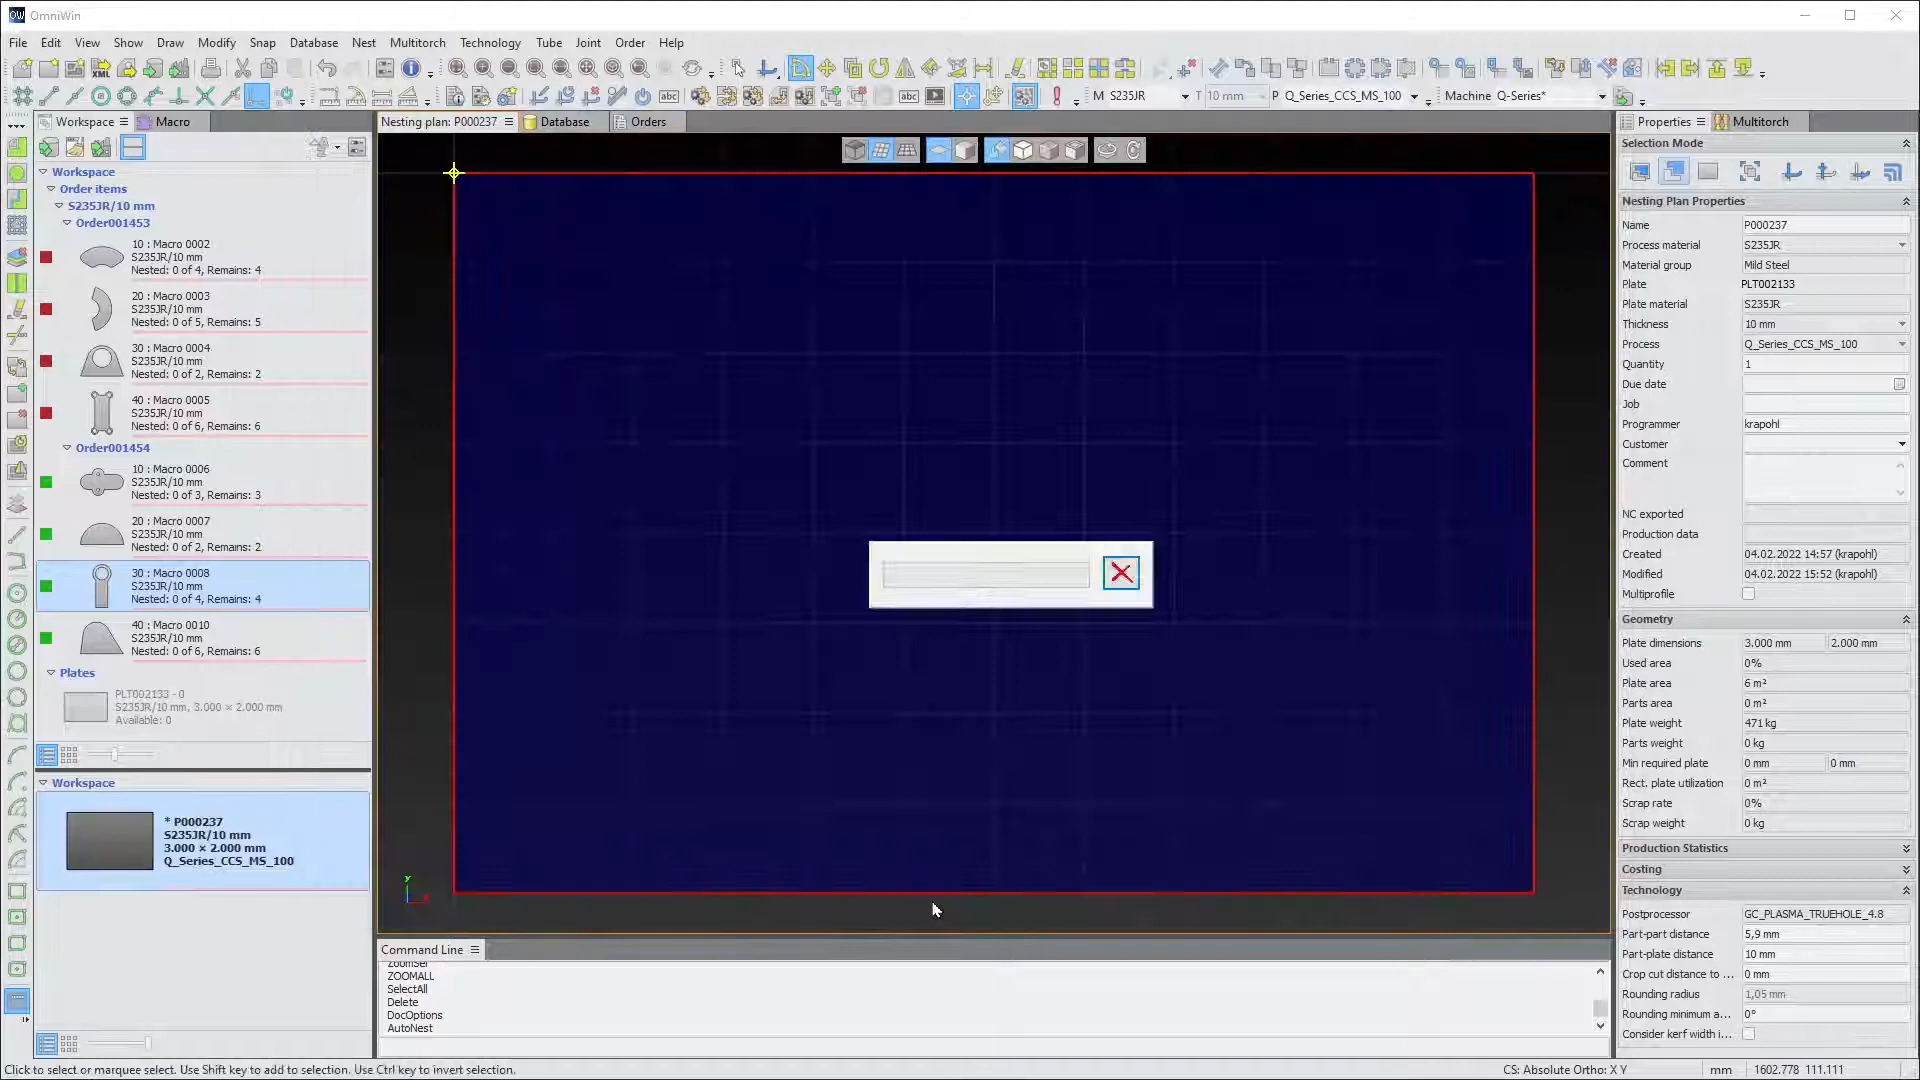 OmniWin
File Edit View Show Draw Modify Snap Database Nest Multitorch Technology Tube Joint Order Help
XML
abc abc M S235JR T 10 mm P Q_Series_CCS_MS_100 Machine Q-Series*
Workspace Macro
Nesting plan: P000237 Database Orders
Properties Multitorch
Workspace
Order items
S235JR/10 mm
Order001453
10 : Macro 0002
S235JR/10 mm
Nested: 0 of 4, Remains: 4
20 : Macro 0003
S235JR/10 mm
Nested: 0 of 5, Remains: 5
30 : Macro 0004
S235JR/10 mm
Nested: 0 of 2, Remains: 2
40 : Macro 0005
S235JR/10 mm
Nested: 0 of 6, Remains: 6
Order001454
10 : Macro 0006
S235JR/10 mm
Nested: 0 of 3, Remains: 3
20 : Macro 0007
S235JR/10 mm
Nested: 0 of 2, Remains: 2
30 : Macro 0008
S235JR/10 mm
Nested: 0 of 4, Remains: 4
40 : Macro 0010
S235JR/10 mm
Nested: 0 of 6, Remains: 6
Plates
PLT002133 - 0
S235JR/10 mm, 3.000 × 2.000 mm
Available: 0
Workspace
* P000237
S235JR/10 mm
3.000 × 2.000 mm
Q_Series_CCS_MS_100
Command Line
ZoomSel
ZOOMALL
SelectAll
Delete
DocOptions
AutoNest
Selection Mode
Nesting Plan Properties
Name P000237
Process material S235JR
Material group Mild Steel
Plate PLT002133
Plate material S235JR
Thickness 10 mm
Process Q_Series_CCS_MS_100
Quantity 1
Due date
Job
Programmer krapohl
Customer
Comment
NC exported
Production data
Created 04.02.2022 14:57 (krapohl)
Modified 04.02.2022 15:52 (krapohl)
Multiprofile
Geometry
Plate dimensions 3.000 mm 2.000 mm
Used area 0%
Plate area 6 m²
Parts area 0 m²
Plate weight 471 kg
Parts weight 0 kg
Min required plate 0 mm 0 mm
Rect. plate utilization 0 m²
Scrap rate 0%
Scrap weight 0 kg
Production Statistics
Costing
Technology
Postprocessor GC_PLASMA_TRUEHOLE_4.8
Part-part distance 5,9 mm
Part-plate distance 10 mm
Crop cut distance to ... 0 mm
Rounding radius 1,05 mm
Rounding minimum a... 0°
Consider kerf width i...
Click to select or marquee select. Use Shift key to add to selection. Use Ctrl key to invert selection.
CS: Absolute Ortho: X Y mm 1602.778 111.111